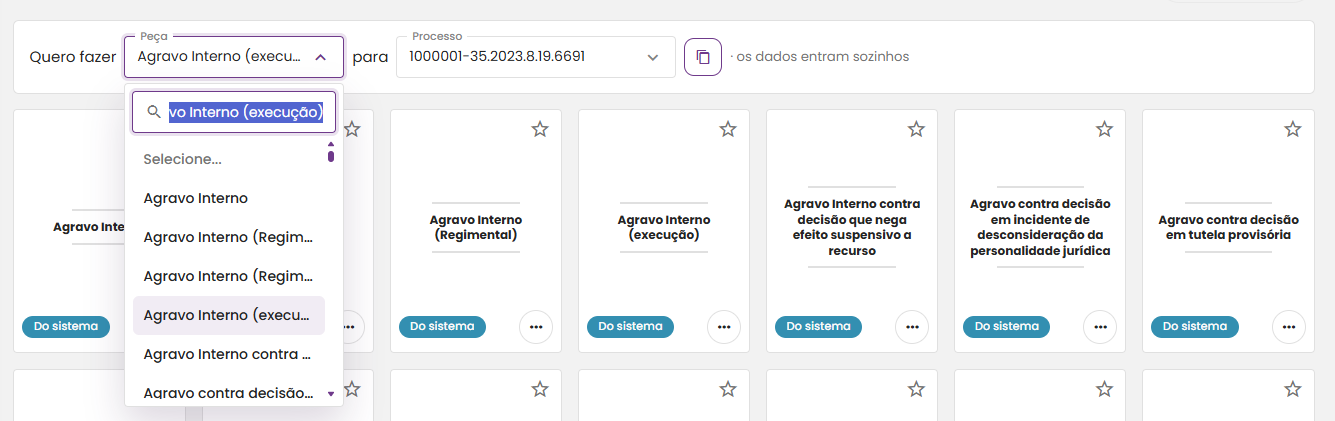 Peça
Processo
Quero fazer
Agravo Interno (execu...
para
1000001-35.2023.8.19.6691
· os dados entram sozinhos
vo Interno (execução)
Selecione...
Agravo Interno
Agravo Interno (Regim...
Agravo Interno (Regim...
Agravo Interno (execu...
Agravo Interno contra ...
Agravo contra decisão...
Agravo Inte
Do sistema
Agravo Interno
(Regimental)
Do sistema
Agravo Interno
(execução)
Do sistema
Agravo Interno contra
decisão que nega
efeito suspensivo a
recurso
Do sistema
Agravo contra decisão
em incidente de
desconsideração da
personalidade jurídica
Do sistema
Agravo contra decisão
em tutela provisória
Do sistema